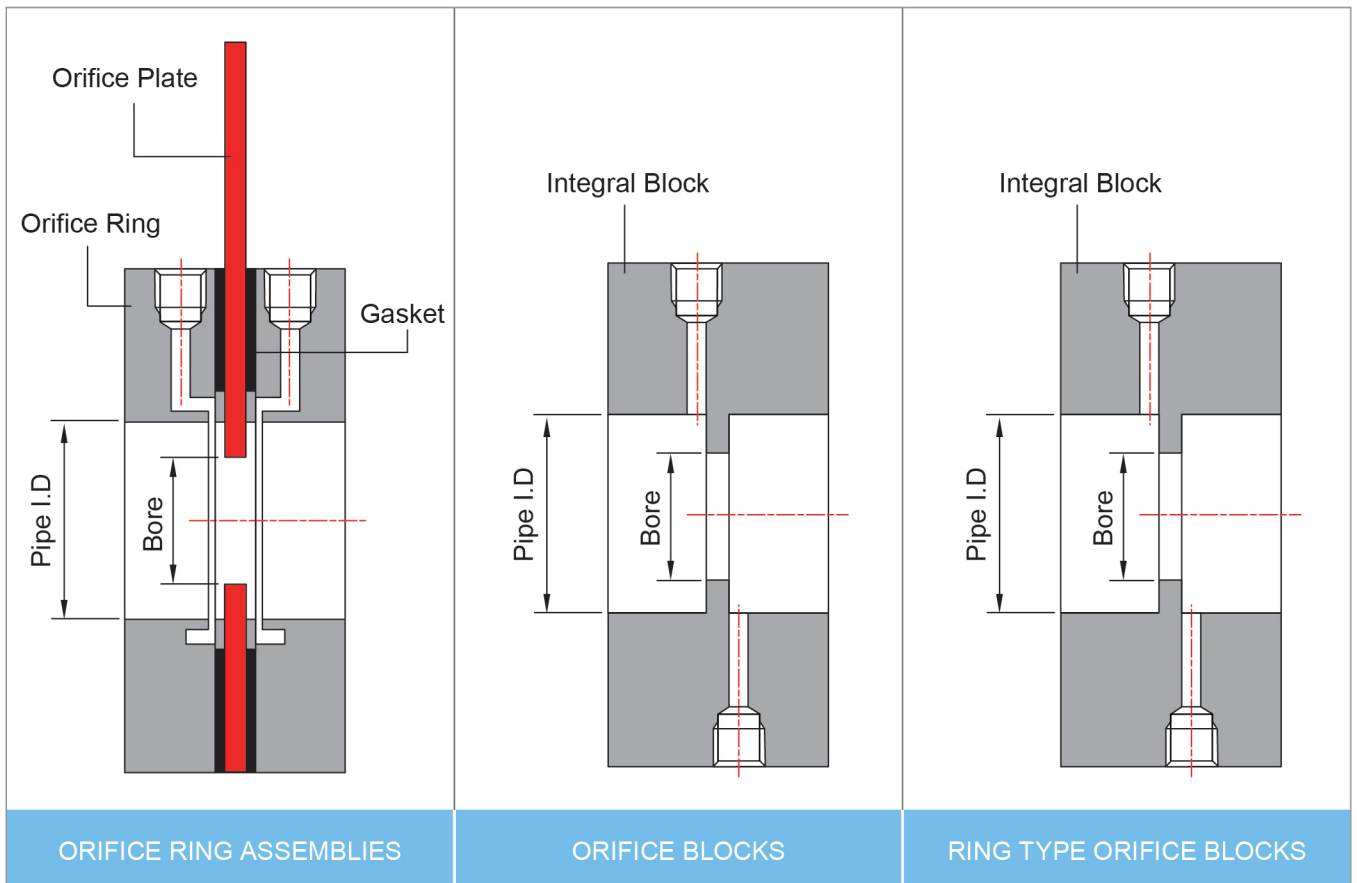 Orifice Plate
Orifice Ring
Gasket
Pipe I.D
Bore
ORIFICE RING ASSEMBLIES
Integral Block
Pipe I.D
Bore
ORIFICE BLOCKS
Integral Block
Pipe I.D
Bore
RING TYPE ORIFICE BLOCKS